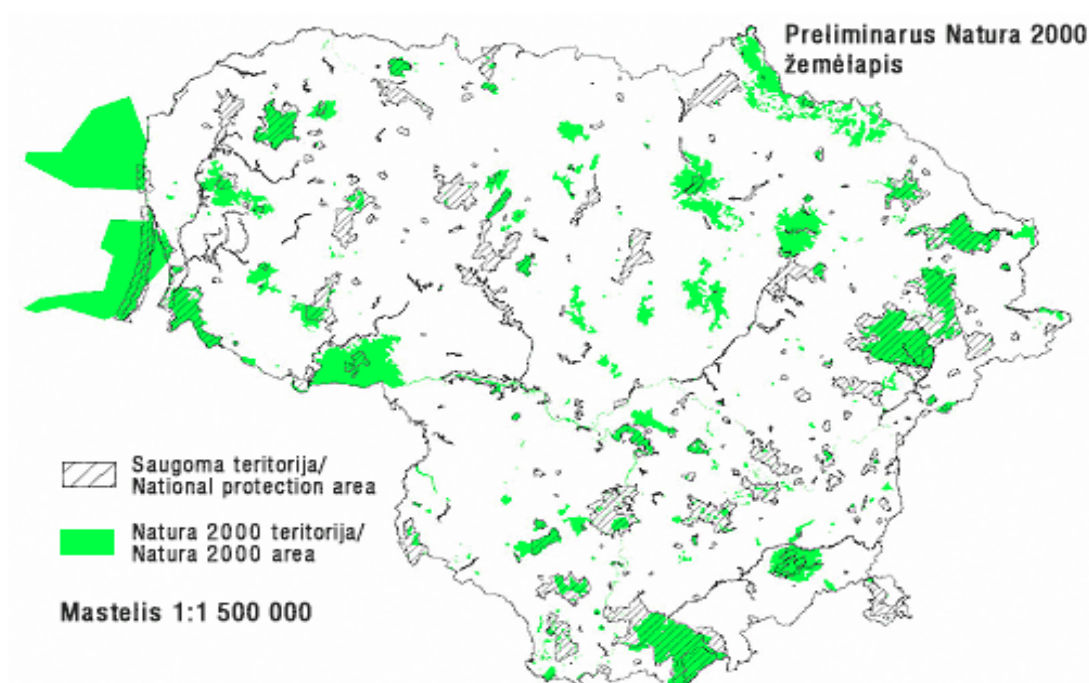 Preliminarus Natura 2000
žemėlapis
Saugoma teritorija/
National protection area
Natura 2000 teritorija/
Natura 2000 area
Mastelis 1:1 500 000